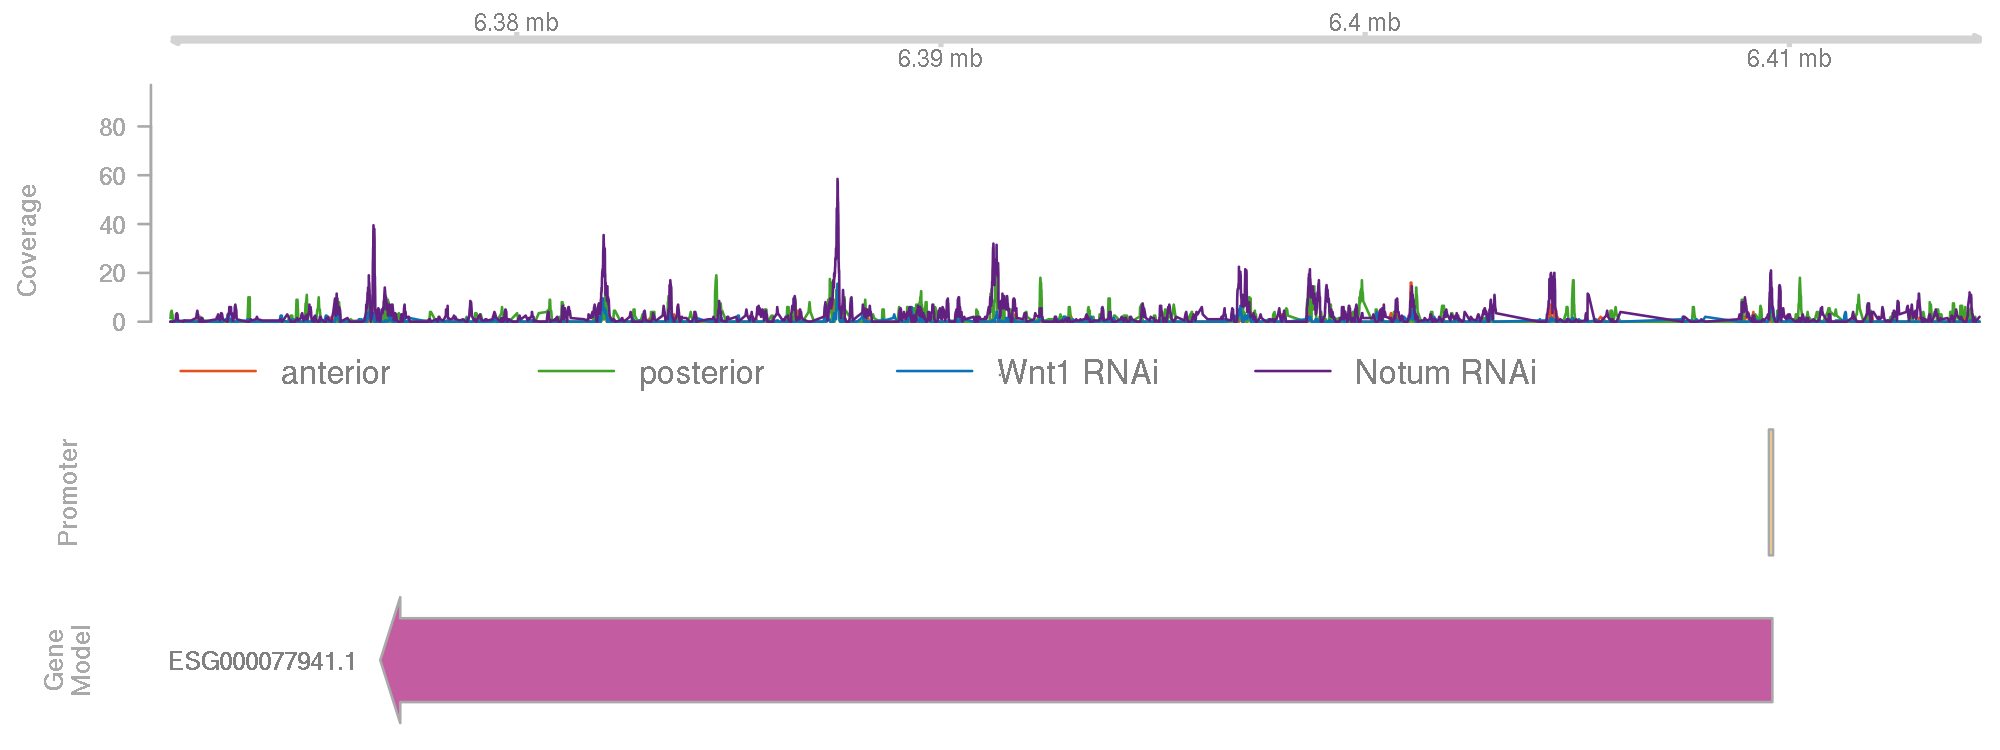 6.38 mb
6.4 mb
6.39 mb
6.41 mb
Coverage
80
60
40
20
0
anterior
posterior
Wnt1 RNAi
Notum RNAi
Promoter
Gene
Model
ESG000077941.1